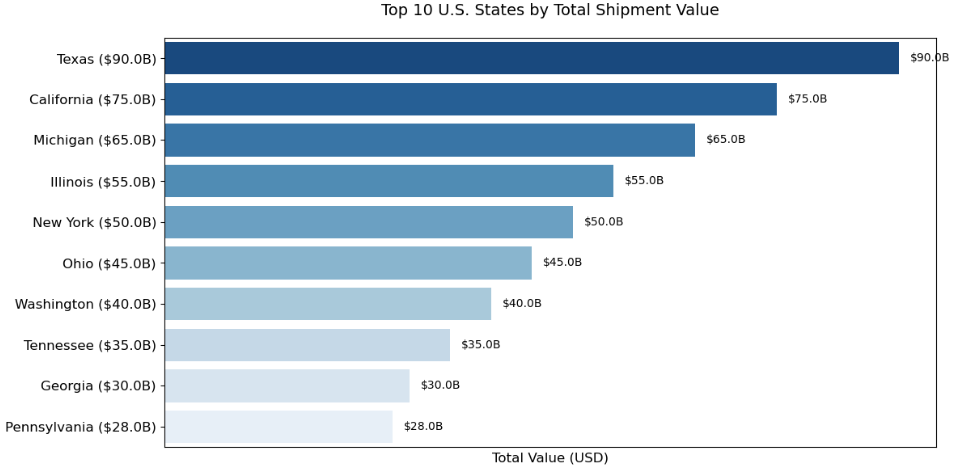 Top 10 U.S. States by Total Shipment Value
Texas ($90.0B) $90.0B
California ($75.0B) $75.0B
Michigan ($65.0B) $65.0B
Illinois ($55.0B) $55.0B
New York ($50.0B) $50.0B
Ohio ($45.0B) $45.0B
Washington ($40.0B) $40.0B
Tennessee ($35.0B) $35.0B
Georgia ($30.0B) $30.0B
Pennsylvania ($28.0B) $28.0B
Total Value (USD)